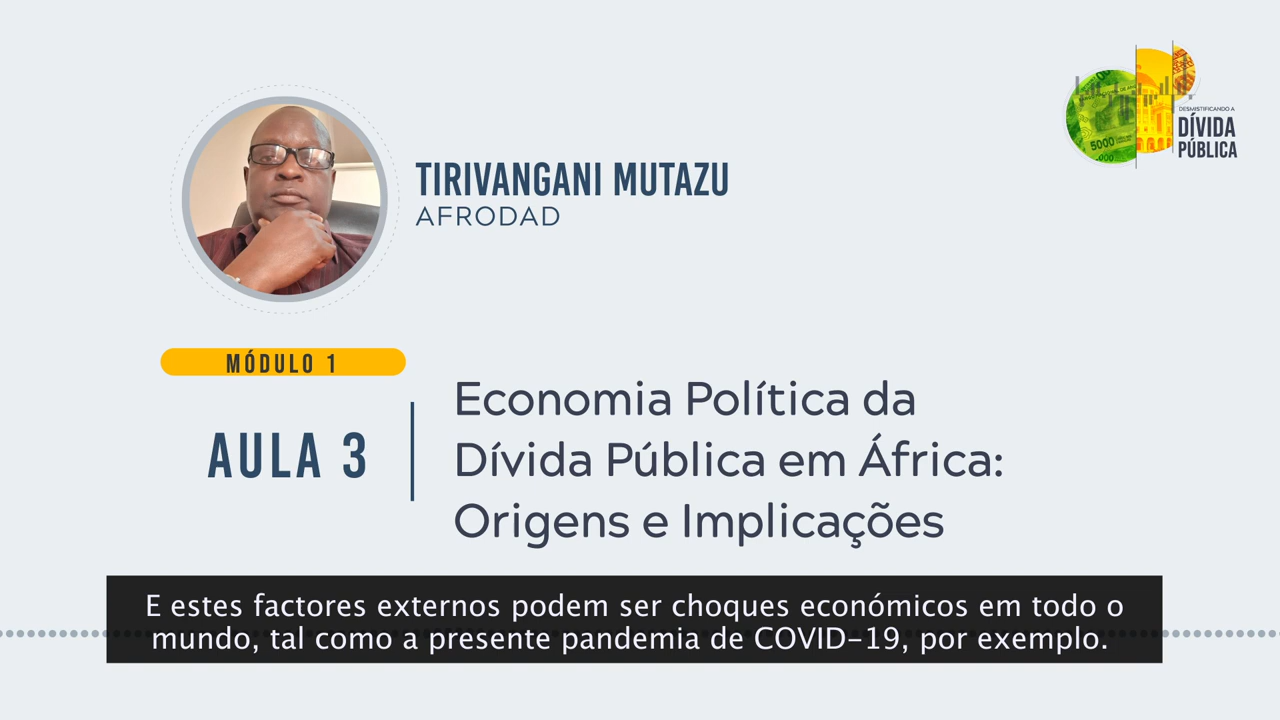 DESMISTIFICANDO A
DÍVIDA
PÚBLICA
5000
TIRIVANGANI MUTAZU
AFRODAD
MÓDULO 1
AULA 3
Economia Política da
Dívida Pública em África:
Origens e Implicações
E estes factores externos podem ser choques económicos em todo o
mundo, tal como a presente pandemia de COVID-19, por exemplo.